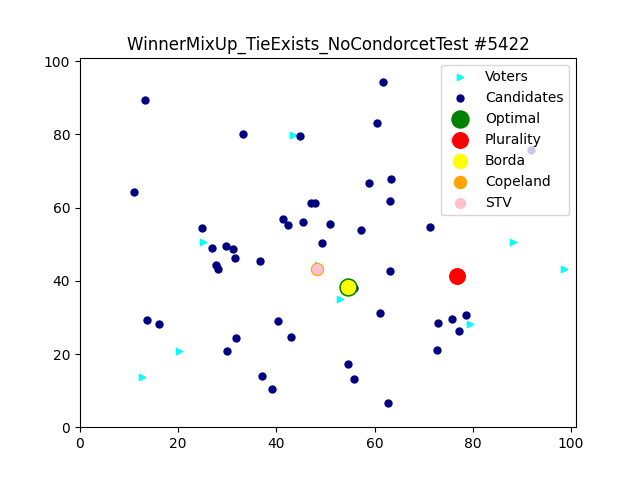 WinnerMixUp_TieExists_NoCondorcetTest #5422
100
80
60
40
20
0
0
20
40
60
80
100
Voters
Candidates
Optimal
Plurality
Borda
Copeland
STV